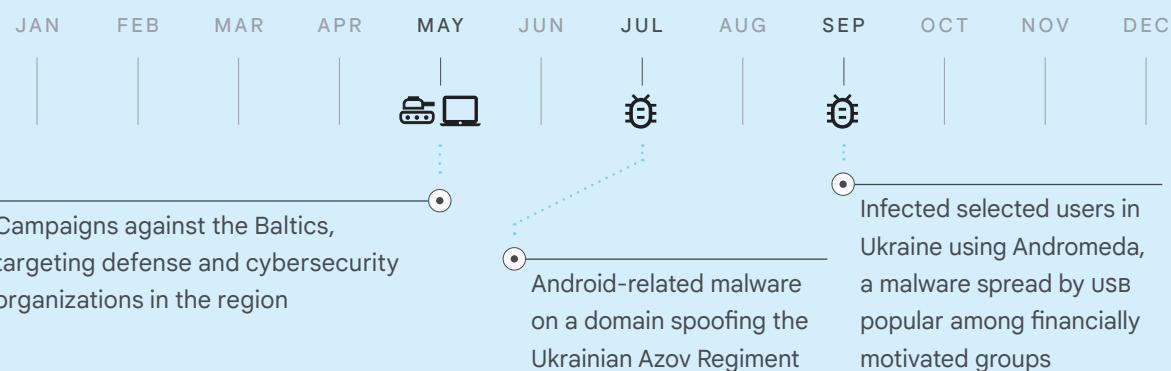 JAN FEB MAR APR MAY JUN JUL AUG SEP OCT NOV DEC
Campaigns against the Baltics,
targeting defense and cybersecurity
organizations in the region
Android-related malware
on a domain spoofing the
Ukrainian Azov Regiment
Infected selected users in
Ukraine using Andromeda,
a malware spread by USB
popular among financially
motivated groups